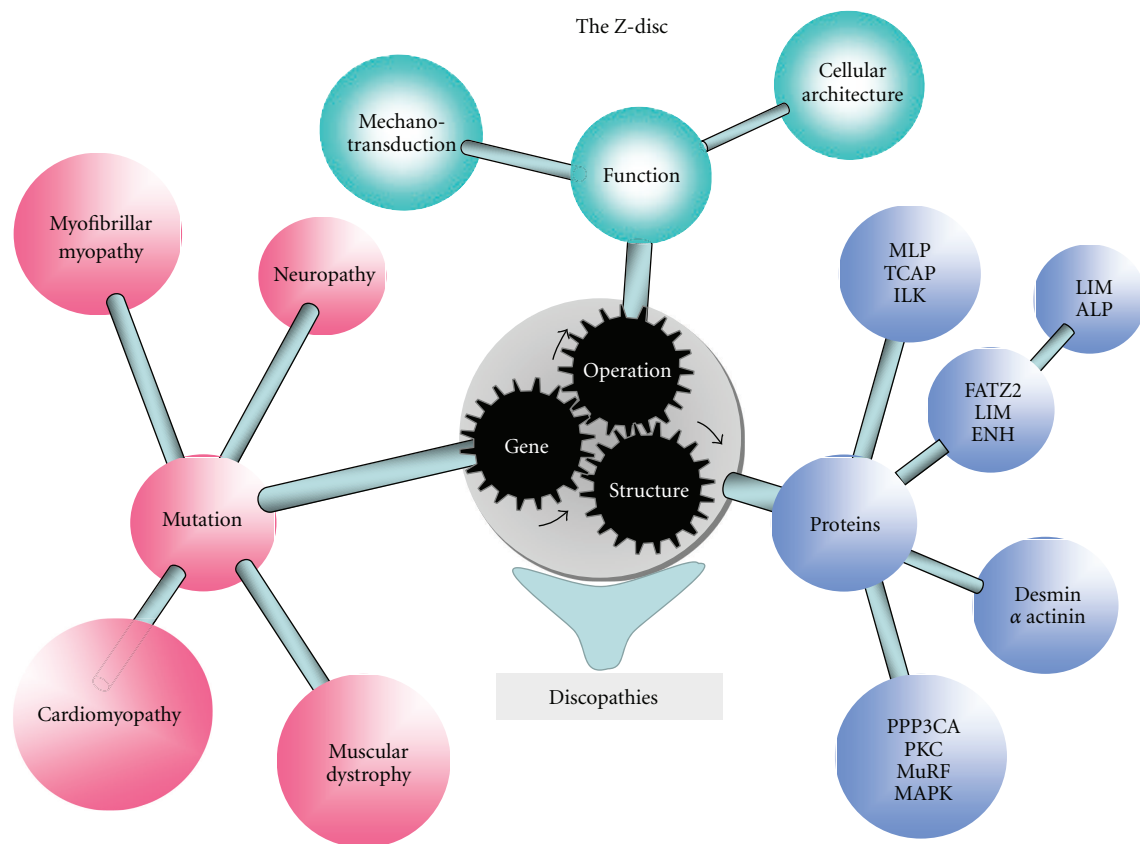 The Z-disc
Cellular
architecture
Mechano-
transduction
Function
Myofibrillar
myopathy
Neuropathy
MLP
TCAP
ILK
LIM
ALP
Operation
FATZ2
LIM
ENH
Gene
Structure
Mutation
Proteins
Desmin
α actinin
Discopathies
Cardiomyopathy
Muscular
dystrophy
PPP3CA
PKC
MuRF
MAPK